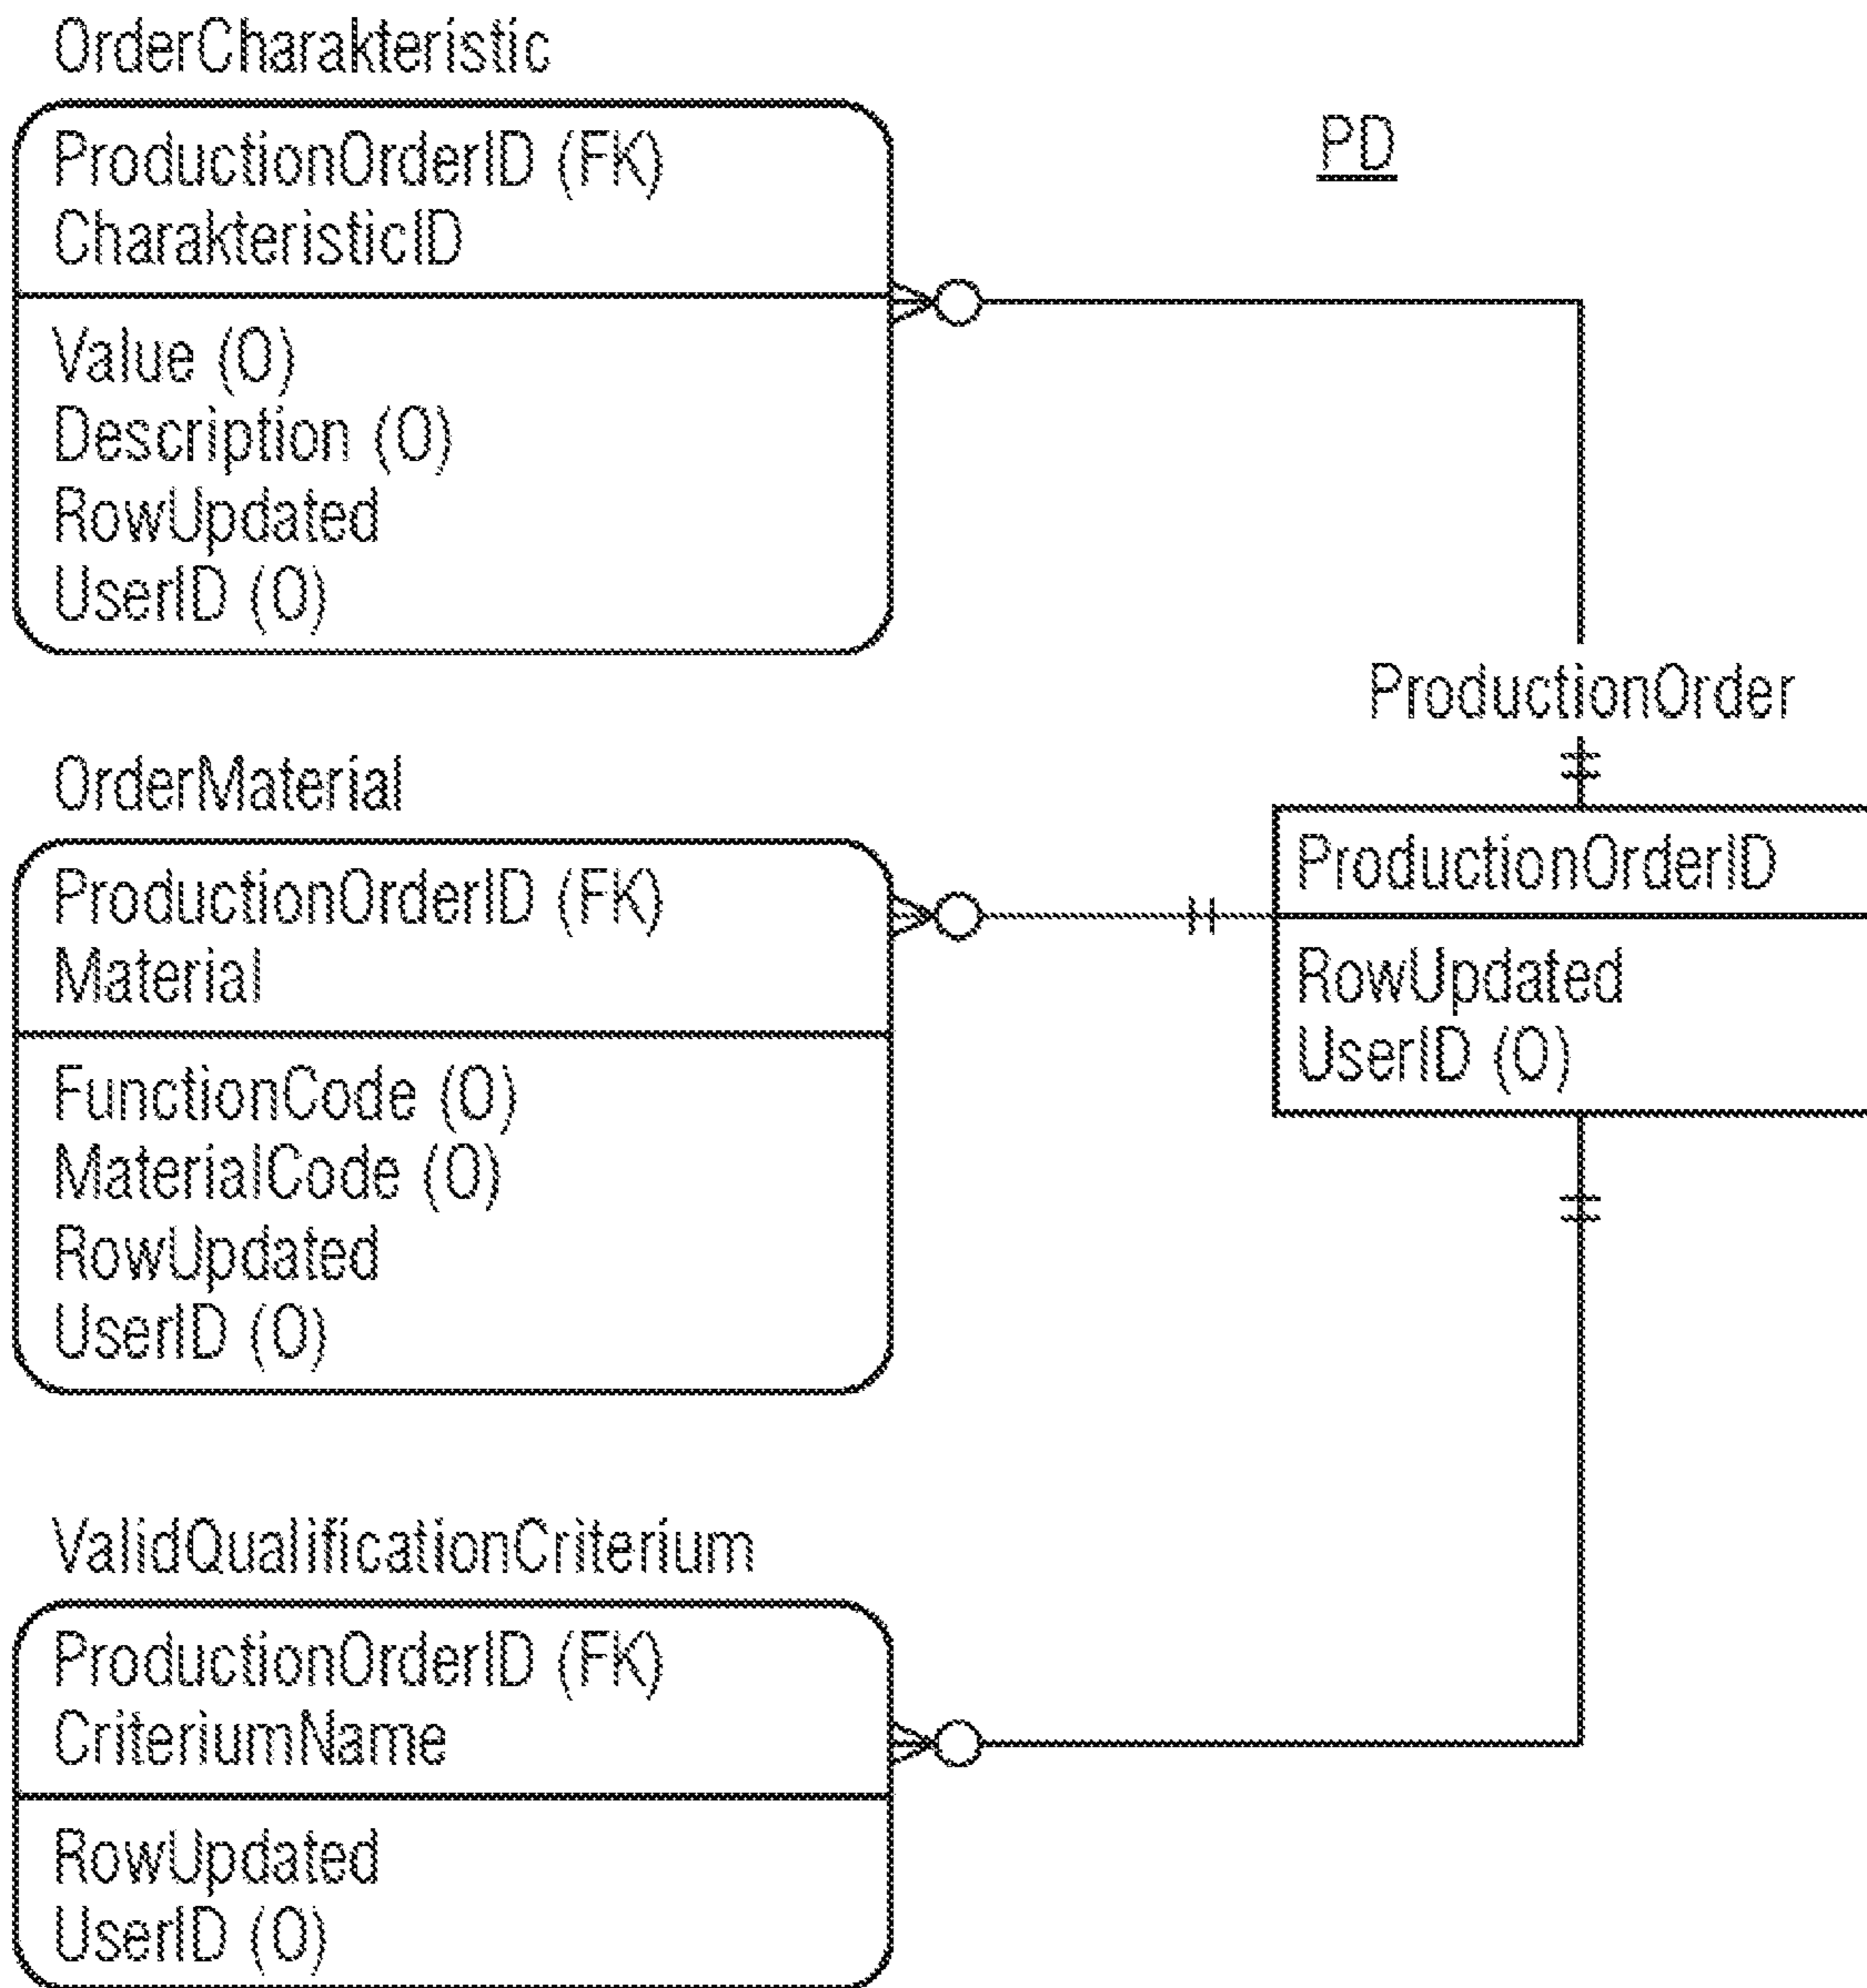 OrderCharakteristic
ProductionOrderID (FK)
CharakteristicID
Value (O)
Description (O)
RowUpdated
UserID (O)
PD
OrderMaterial
ProductionOrderID (FK)
Material
FunctionCode (O)
MaterialCode (O)
RowUpdated
UserID (O)
ProductionOrder
ProductionOrderID
RowUpdated
UserID (O)
ValidQualificationCriterium
ProductionOrderID (FK)
CriteriumName
RowUpdated
UserID (O)